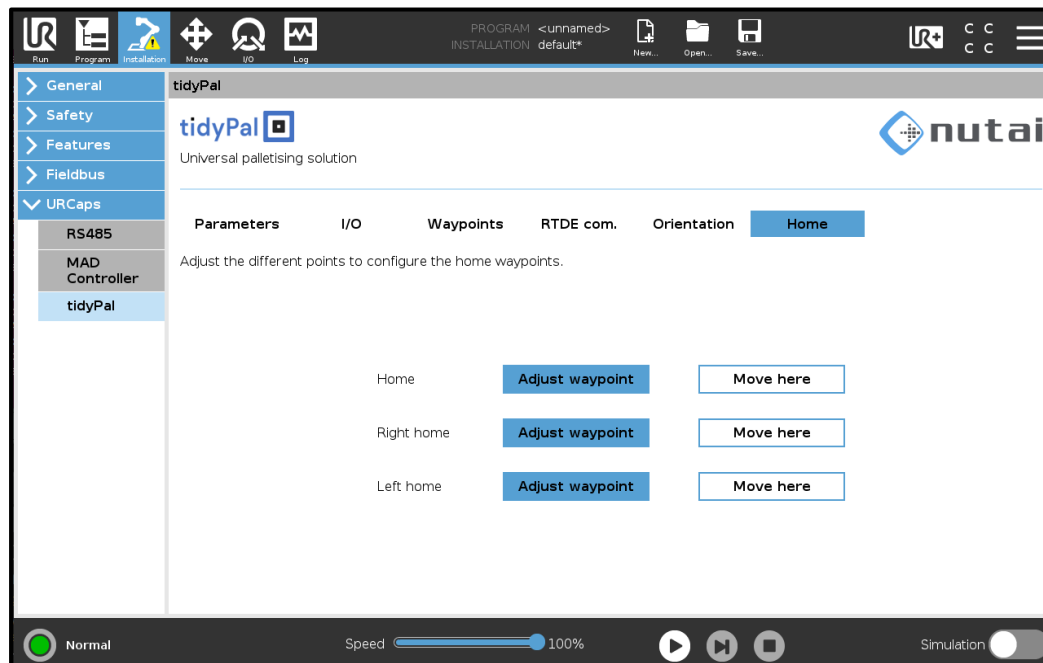 PROGRAM <unnamed>
INSTALLATION default*
Run Program Installation Move I/O Log New... Open... Save...
UR UR+ C C
C C
General
Safety
Features
Fieldbus
URCaps
RS485
MAD
Controller
tidyPal
tidyPal
tidyPal
nutai
Universal palletising solution
Parameters I/O Waypoints RTDE com. Orientation Home
Adjust the different points to configure the home waypoints.
Home Adjust waypoint Move here
Right home Adjust waypoint Move here
Left home Adjust waypoint Move here
Normal Speed 100% Simulation